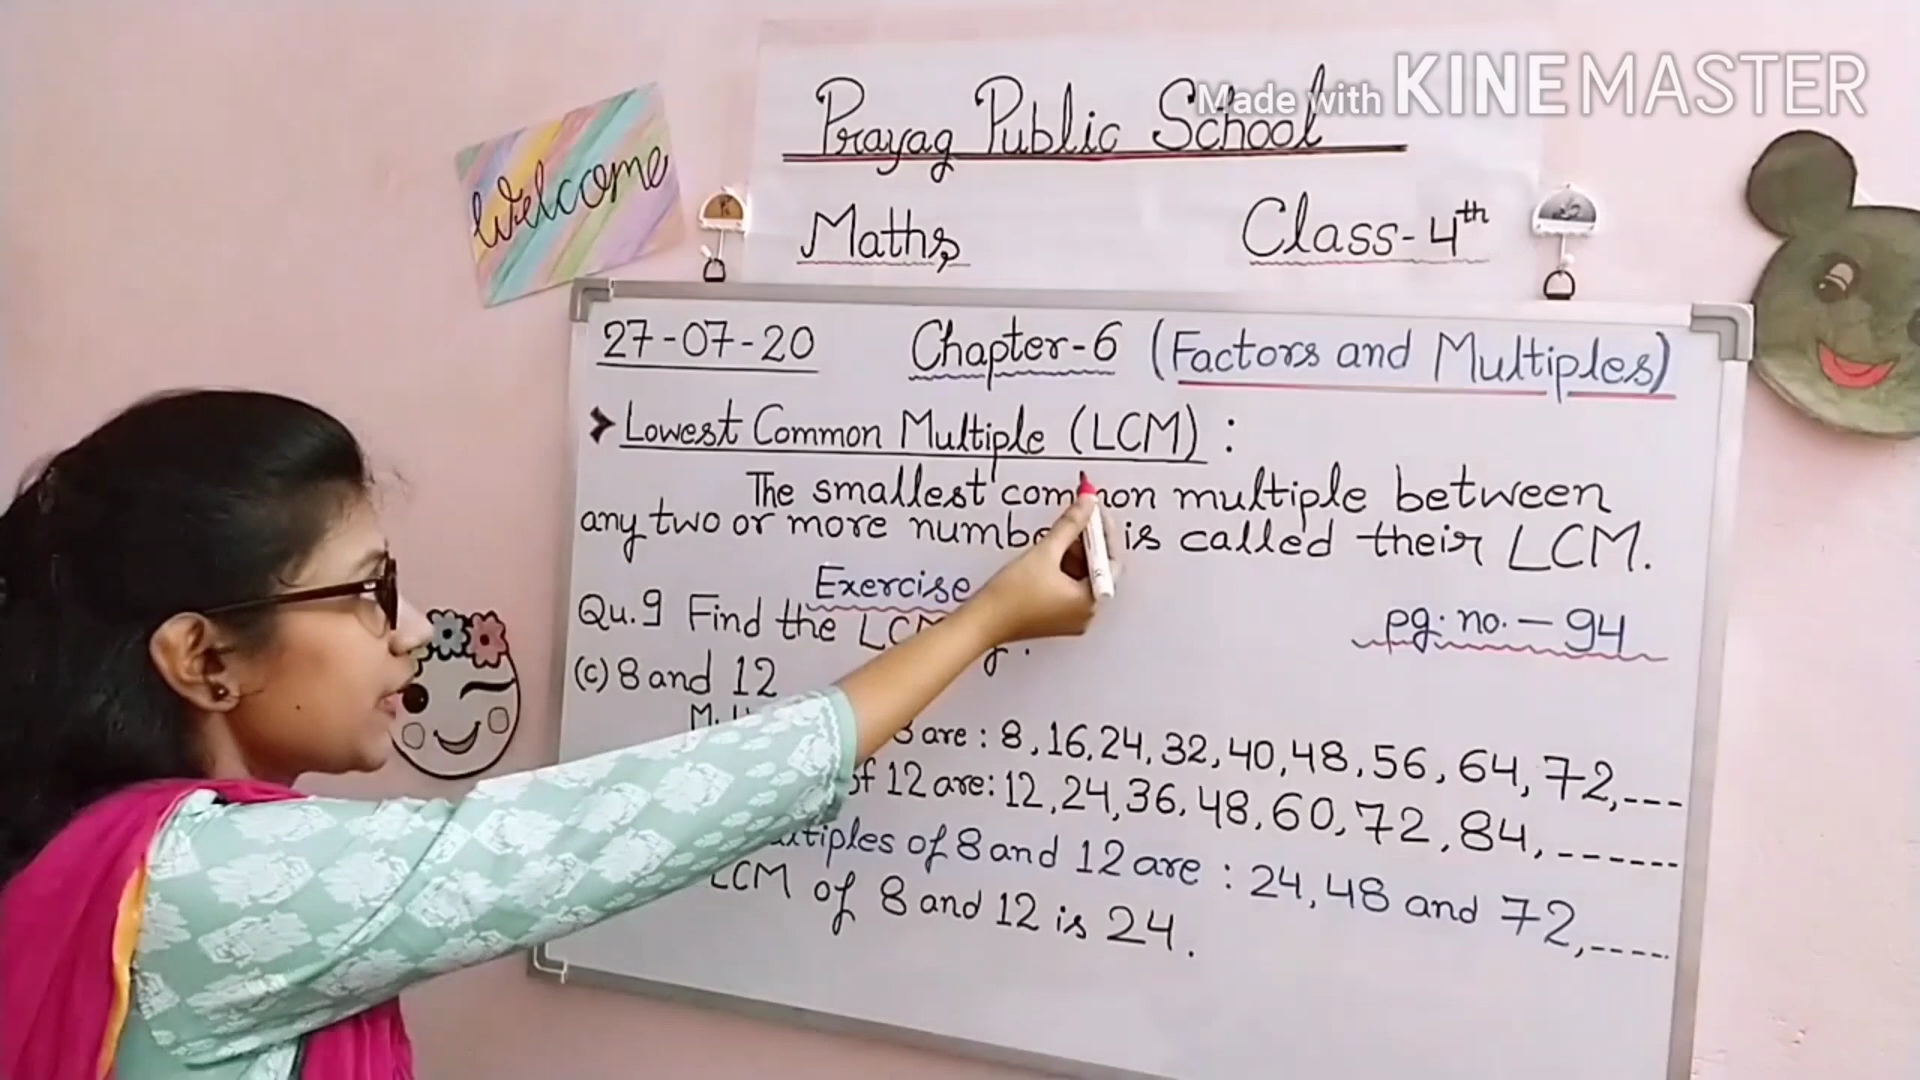 Made with KINEMASTER
Prayag Public School
welcome
Maths
Class-4th
27-07-20 Chapter-6 (Factors and Multiples)
➤ Lowest Common Multiple (LCM) :
The smallest common multiple between
any two or more is called their LCM.
Exercise
Qu.9 Find the
pg. no. - 94
(c) 8 and 12
8 are : 8, 16, 24, 32, 40, 48, 56, 64, 72, ---
of 12 are: 12, 24, 36, 48, 60, 72, 84, ------
of 8 and 12 are : 24, 48 and 72, ----
LCM of 8 and 12 is 24.